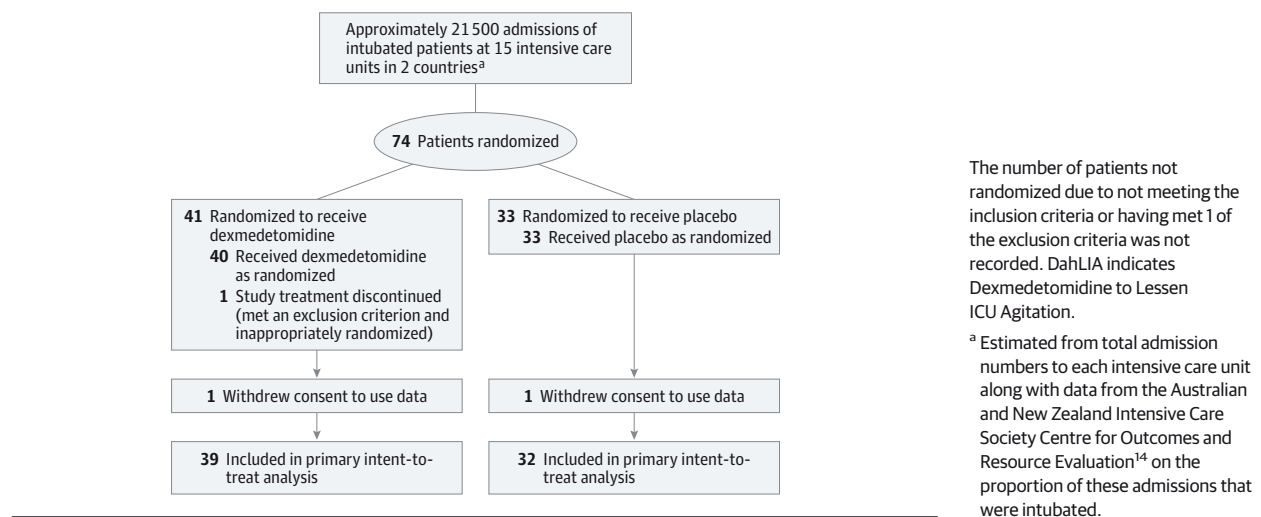 Approximately 21 500 admissions of
intubated patients at 15 intensive care
units in 2 countriesᵃ
74 Patients randomized
41 Randomized to receive
dexmedetomidine
40 Received dexmedetomidine
as randomized
1 Study treatment discontinued
(met an exclusion criterion and
inappropriately randomized)
33 Randomized to receive placebo
33 Received placebo as randomized
1 Withdrew consent to use data
1 Withdrew consent to use data
39 Included in primary intent-to-
treat analysis
32 Included in primary intent-to-
treat analysis
The number of patients not
randomized due to not meeting the
inclusion criteria or having met 1 of
the exclusion criteria was not
recorded. DahLIA indicates
Dexmedetomidine to Lessen
ICU Agitation.
ᵃ Estimated from total admission
numbers to each intensive care unit
along with data from the Australian
and New Zealand Intensive Care
Society Centre for Outcomes and
Resource Evaluation¹⁴ on the
proportion of these admissions that
were intubated.